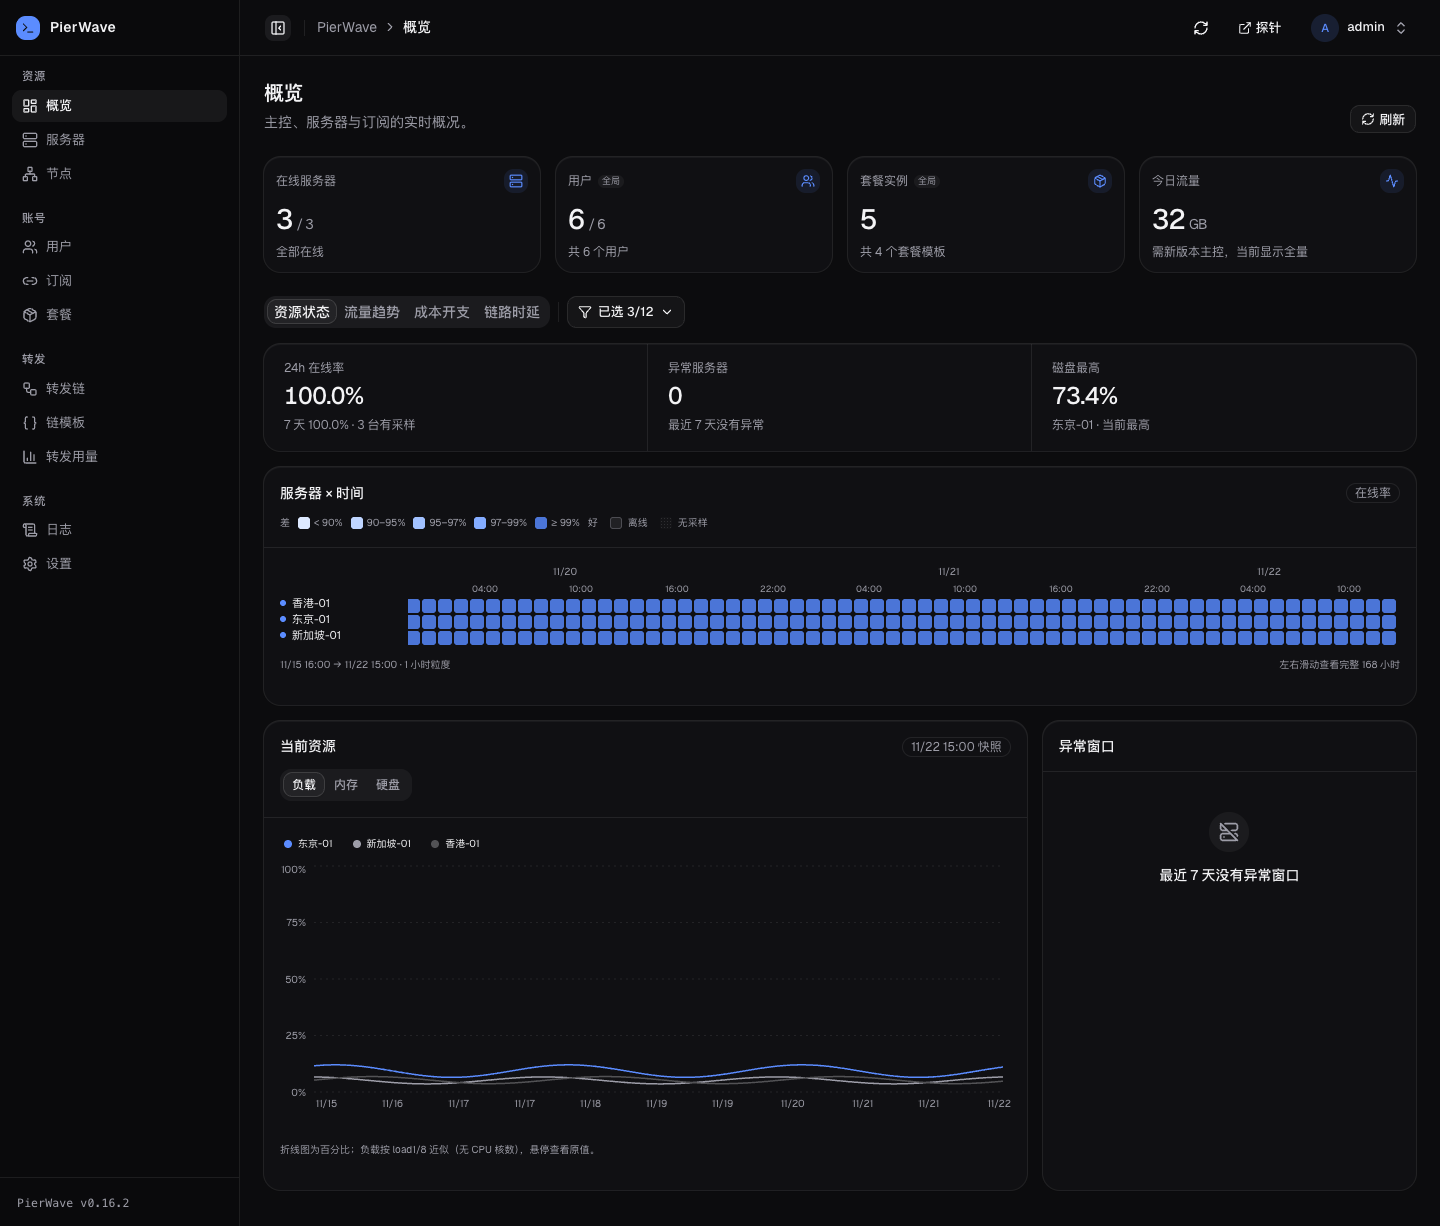 PierWave
PierWave > 概览
探针
A
admin
资源
概览
服务器
节点
账号
用户
订阅
套餐
转发
转发链
链模板
转发用量
系统
日志
设置
PierWave v0.16.2
概览
主控、服务器与订阅的实时概况。
刷新
在线服务器
3 / 3
全部在线
用户 全局
6 / 6
共 6 个用户
套餐实例 全局
5
共 4 个套餐模板
今日流量
32 GB
需新版本主控，当前显示全量
资源状态 流量趋势 成本开支 链路时延
已选 3/12
24h 在线率
100.0%
7 天 100.0% · 3 台有采样
异常服务器
0
最近 7 天没有异常
磁盘最高
73.4%
东京-01 · 当前最高
服务器 × 时间
在线率
差 < 90% 90–95% 95–97% 97–99% ≥ 99% 好 离线 无采样
11/20 11/21 11/22
04:00 10:00 16:00 22:00 04:00 10:00 16:00 22:00 04:00 10:00
香港-01
东京-01
新加坡-01
11/15 16:00 → 11/22 15:00 · 1 小时粒度
左右滑动查看完整 168 小时
当前资源
11/22 15:00 快照
负载 内存 硬盘
东京-01 新加坡-01 香港-01
100%
75%
50%
25%
0%
11/15 11/16 11/17 11/17 11/18 11/19 11/19 11/20 11/21 11/21 11/22
折线图为百分比；负载按 load1/8 近似（无 CPU 核数），悬停查看原值。
异常窗口
最近 7 天没有异常窗口